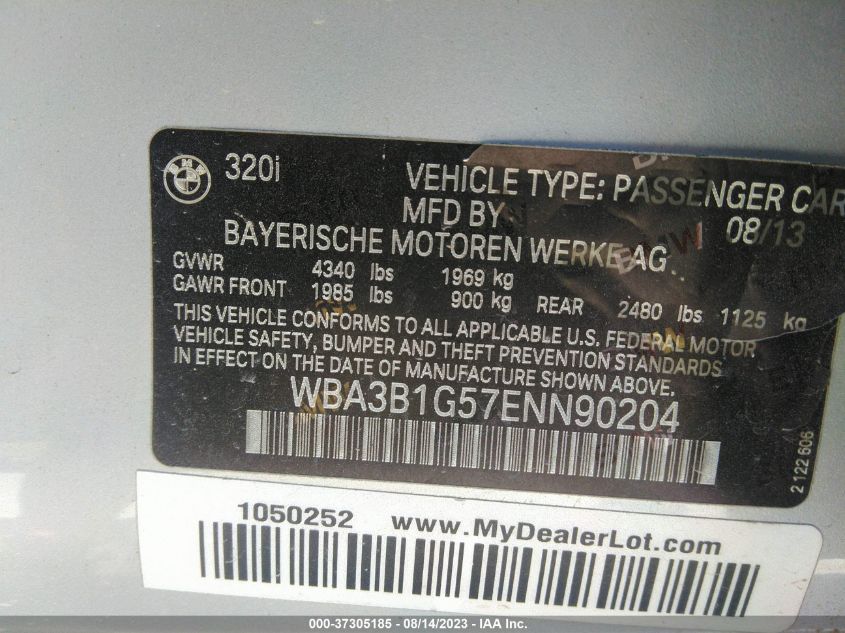 BMW
320i
VEHICLE TYPE: PASSENGER CAR
MFD BY 08/13
BAYERISCHE MOTOREN WERKE AG
GVWR 4340 lbs 1969 kg
GAWR FRONT 1985 lbs 900 kg REAR 2480 lbs 1125 kg
THIS VEHICLE CONFORMS TO ALL APPLICABLE U.S. FEDERAL MOTOR
VEHICLE SAFETY, BUMPER AND THEFT PREVENTION STANDARDS
IN EFFECT ON THE DATE OF MANUFACTURE SHOWN ABOVE.
WBA3B1G57ENN90204
2 122 606
1050252 www.MyDealerLot.com
000-37305185 - 08/14/2023 - IAA Inc.